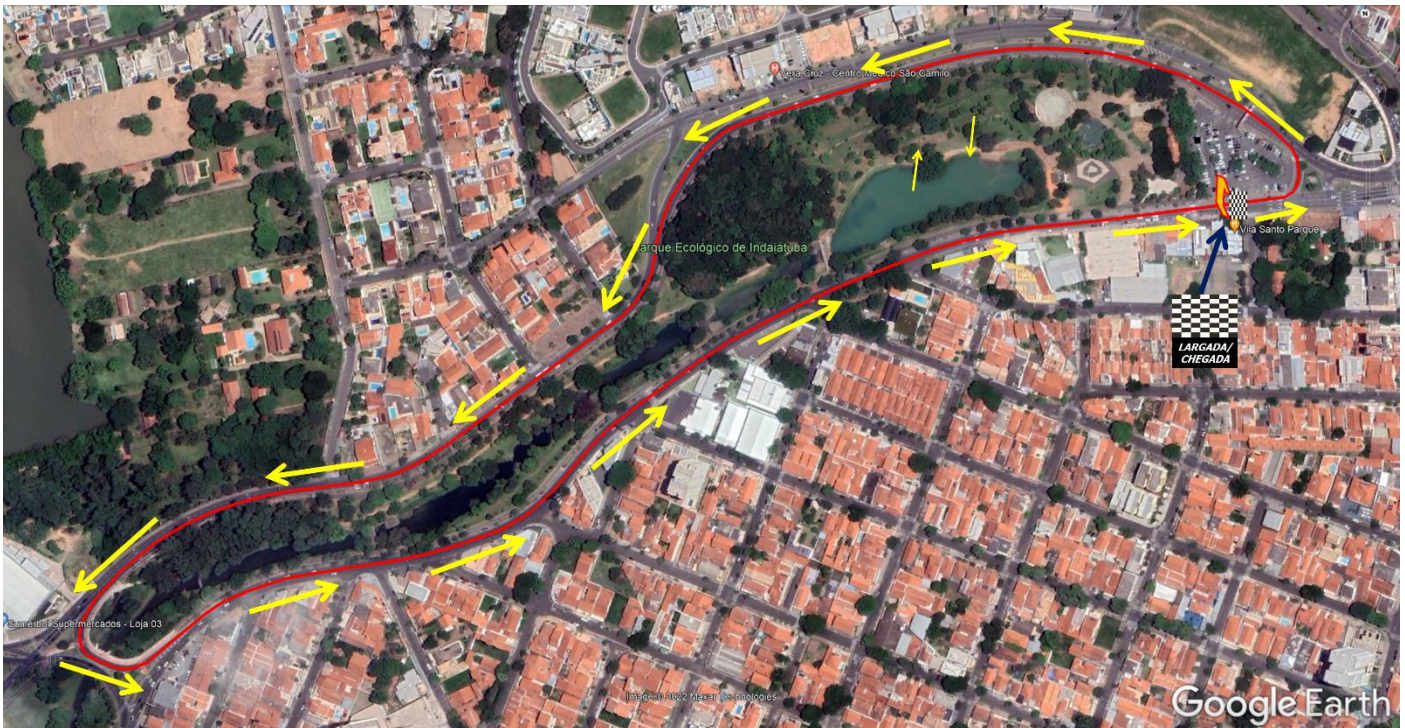 Vera Cruz - Centro Médico São Camilo
H
Parque Ecológico de Indaiatuba
Vila Santo Parque
LARGADA/
CHEGADA
Sumerbol Supermercados - Loja 03
Image © 2022 Maxar Technologies
Google Earth
N